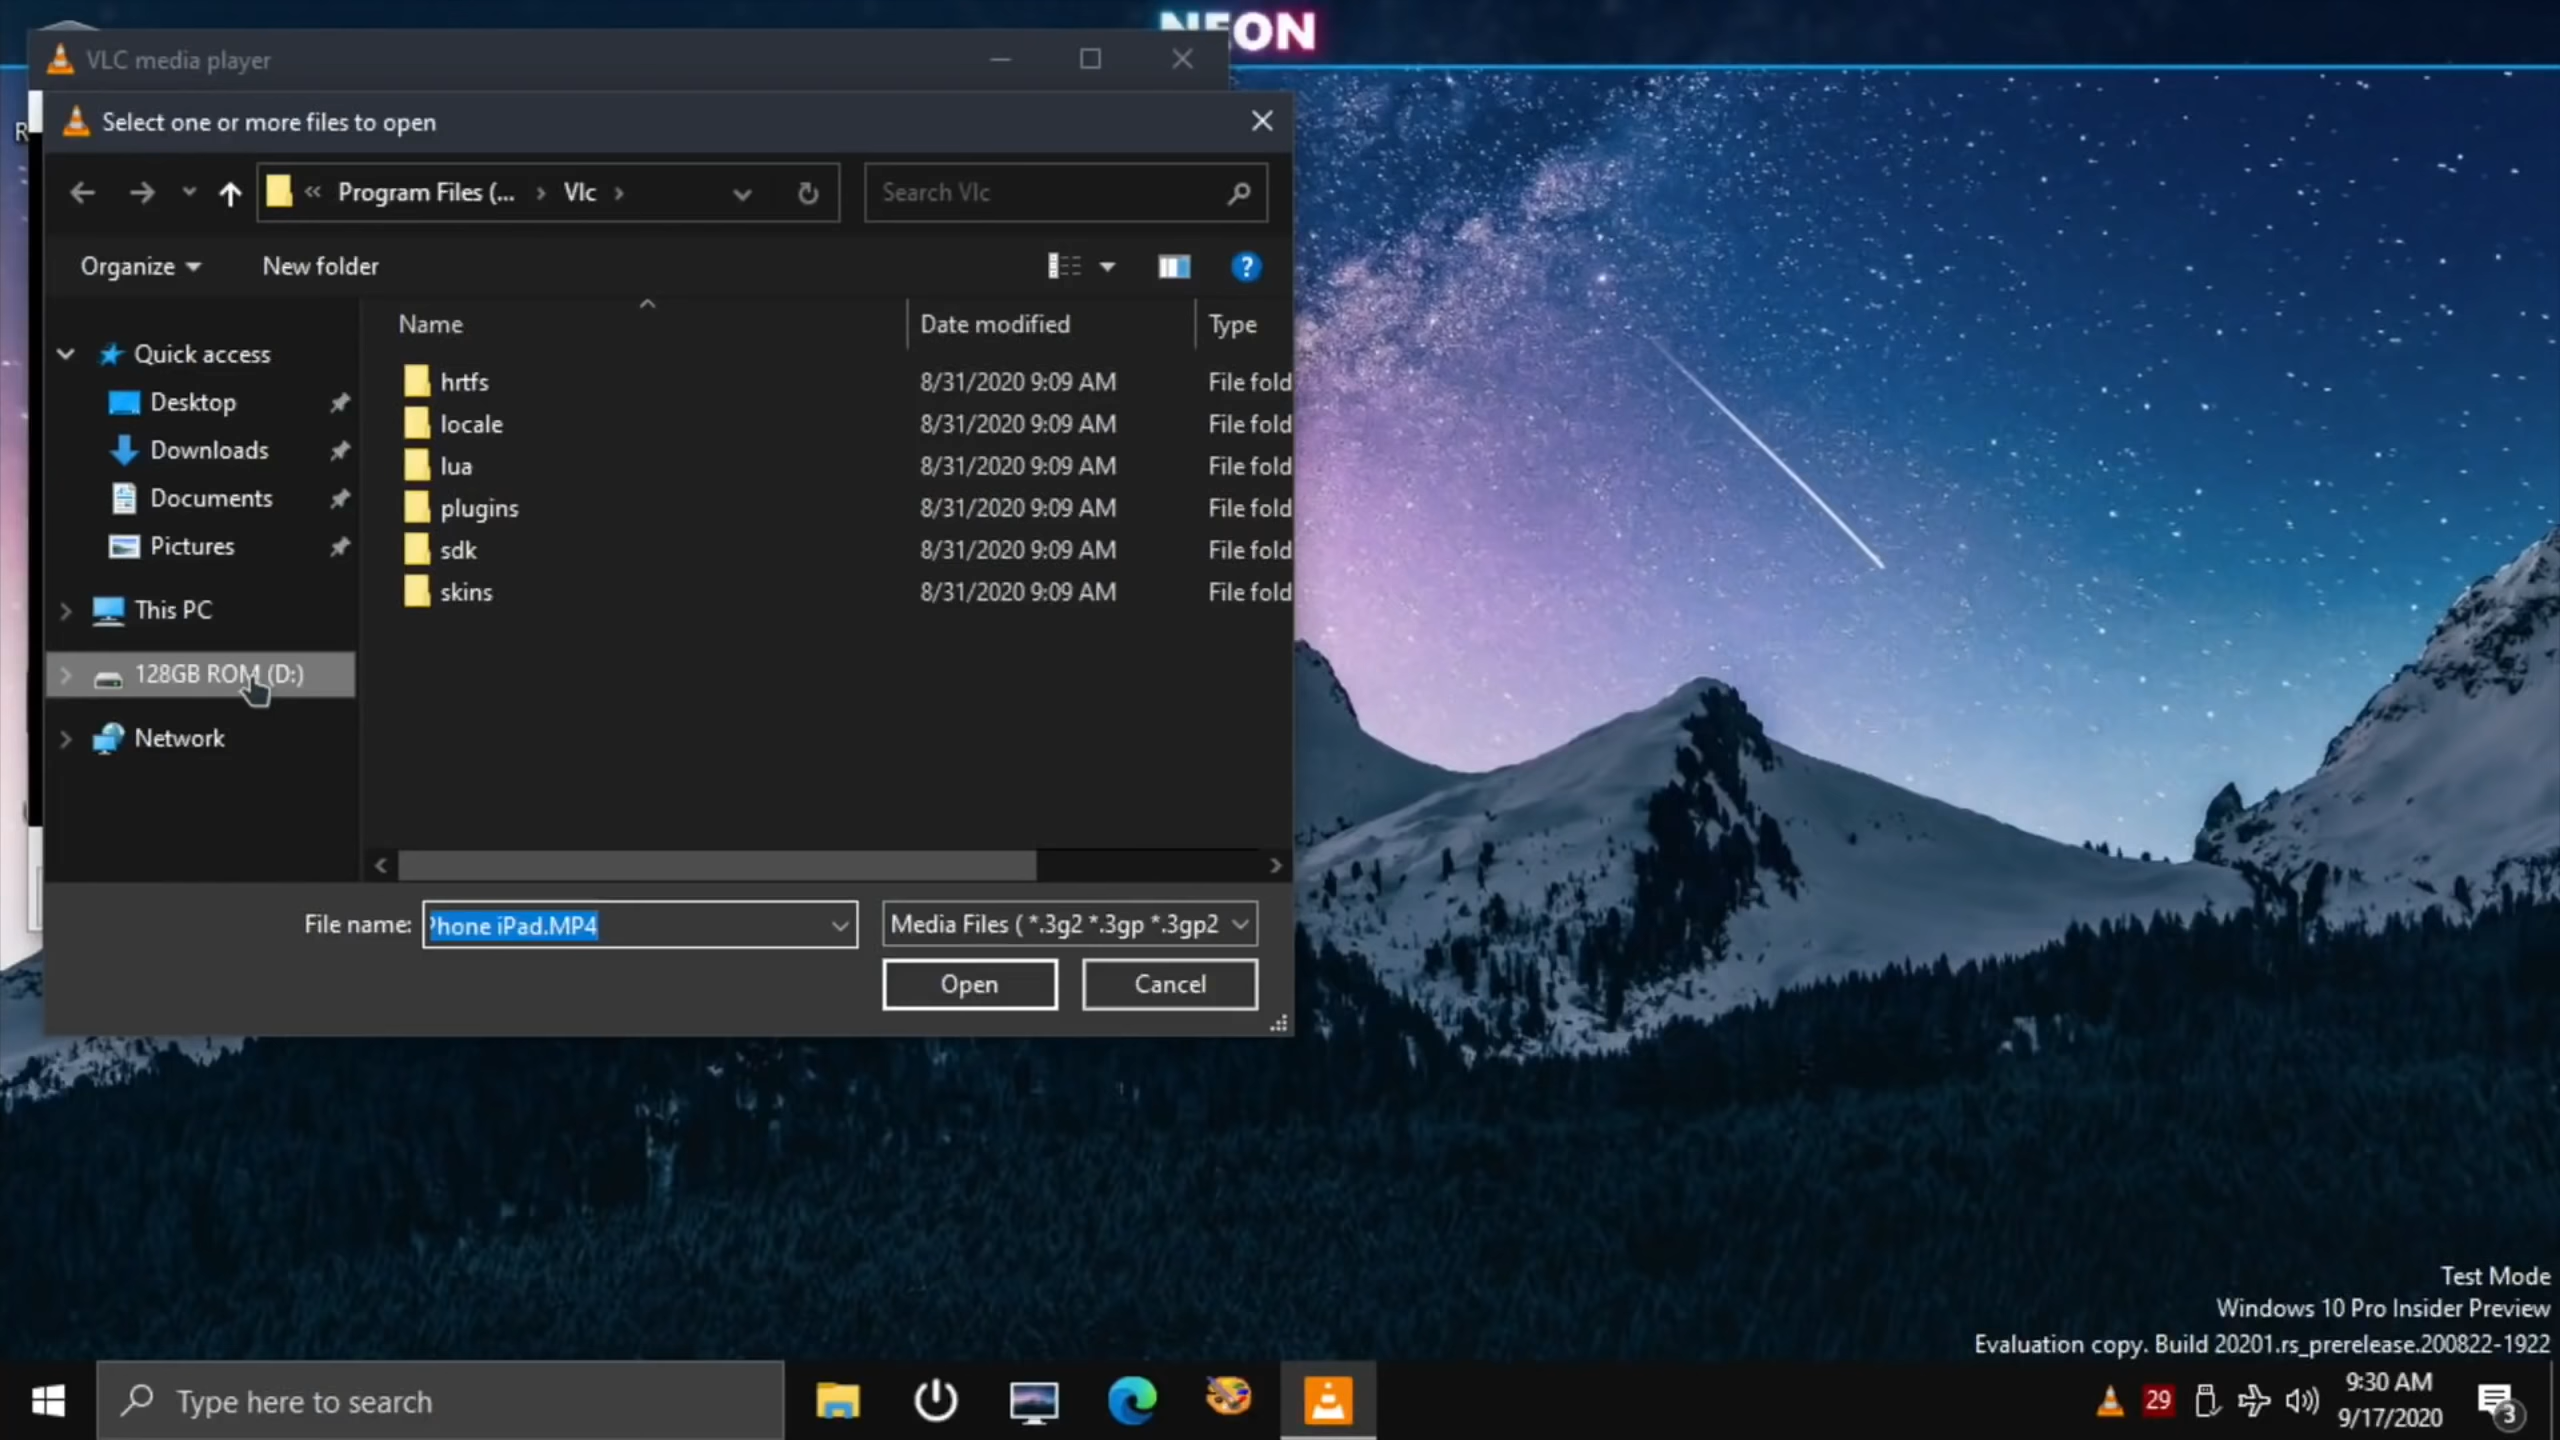 NEON
VLC media player
Select one or more files to open
« Program Files (... › Vlc ›
Search Vlc
Organize
New folder
?
Name
Date modified
Type
Quick access
Desktop
Downloads
Documents
Pictures
This PC
128GB ROM (D:)
Network
hrtfs 8/31/2020 9:09 AM File fold
locale 8/31/2020 9:09 AM File fold
lua 8/31/2020 9:09 AM File fold
plugins 8/31/2020 9:09 AM File fold
sdk 8/31/2020 9:09 AM File fold
skins 8/31/2020 9:09 AM File fold
File name:
Phone iPad.MP4
Media Files ( *.3g2 *.3gp *.3gp2
Open
Cancel
Test Mode
Windows 10 Pro Insider Preview
Evaluation copy. Build 20201.rs_prerelease.200822-1922
Type here to search
29
9:30 AM
9/17/2020
3